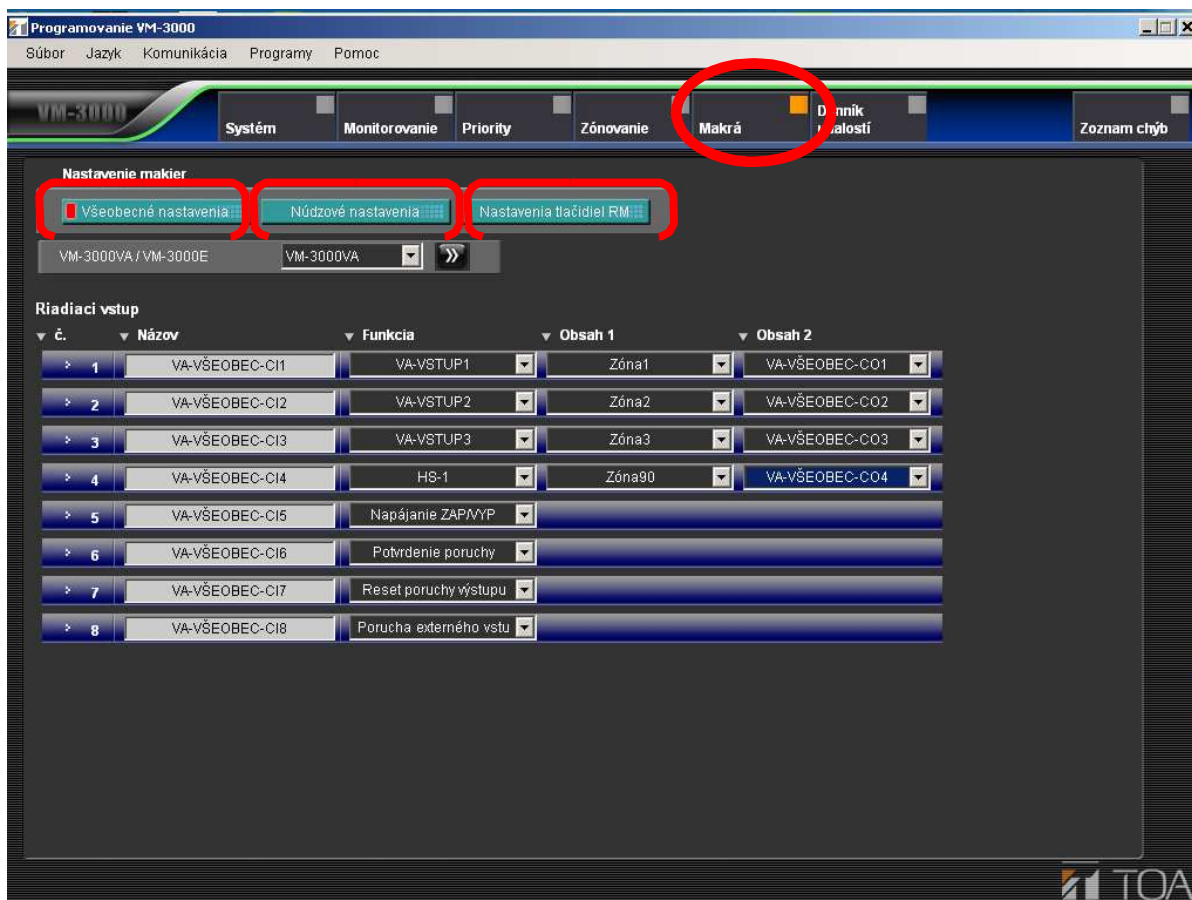 Programovanie VM-3000
Súbor Jazyk Komunikácia Programy Pomoc
VM-3000
Systém Monitorovanie Priority Zónovanie Makrá Zoznam chýb
Nastavenie makier
Všeobecné nastavenia Núdzové nastavenia Nastavenia tlačidiel RM
VM-3000VA / VM-3000E VM-3000VA
Riadiaci vstup
č. Názov Funkcia Obsah 1 Obsah 2
1 VA-VŠEOBEC-CI1 VA-VSTUP1 Zóna1 VA-VŠEOBEC-CO1
2 VA-VŠEOBEC-CI2 VA-VSTUP2 Zóna2 VA-VŠEOBEC-CO2
3 VA-VŠEOBEC-CI3 VA-VSTUP3 Zóna3 VA-VŠEOBEC-CO3
4 VA-VŠEOBEC-CI4 HS-1 Zóna90 VA-VŠEOBEC-CO4
5 VA-VŠEOBEC-CI5 Napájanie ZAP/VYP
6 VA-VŠEOBEC-CI6 Potvrdenie poruchy
7 VA-VŠEOBEC-CI7 Reset poruchy výstupu
8 VA-VŠEOBEC-CI8 Porucha externého vstu
TOA